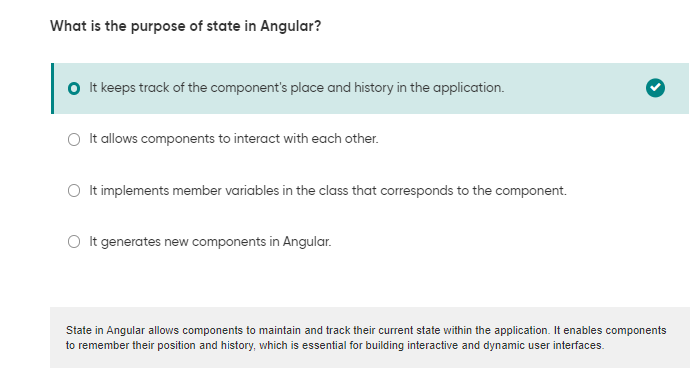 What is the purpose of state in Angular?
It keeps track of the component's place and history in the application.
It allows components to interact with each other.
It implements member variables in the class that corresponds to the component.
It generates new components in Angular.
State in Angular allows components to maintain and track their current state within the application. It enables components
to remember their position and history, which is essential for building interactive and dynamic user interfaces.